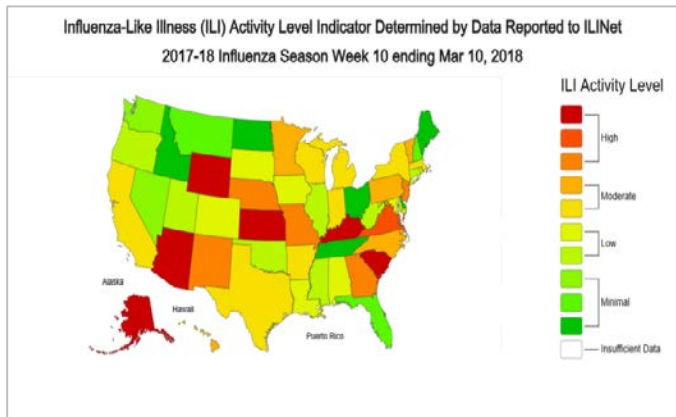 Influenza-Like Illness (ILI) Activity Level Indicator Determined by Data Reported to ILINet
2017-18 Influenza Season Week 10 ending Mar 10, 2018
ILI Activity Level
High
Moderate
Low
Minimal
Insufficient Data
Alaska
Hawaii
Puerto Rico